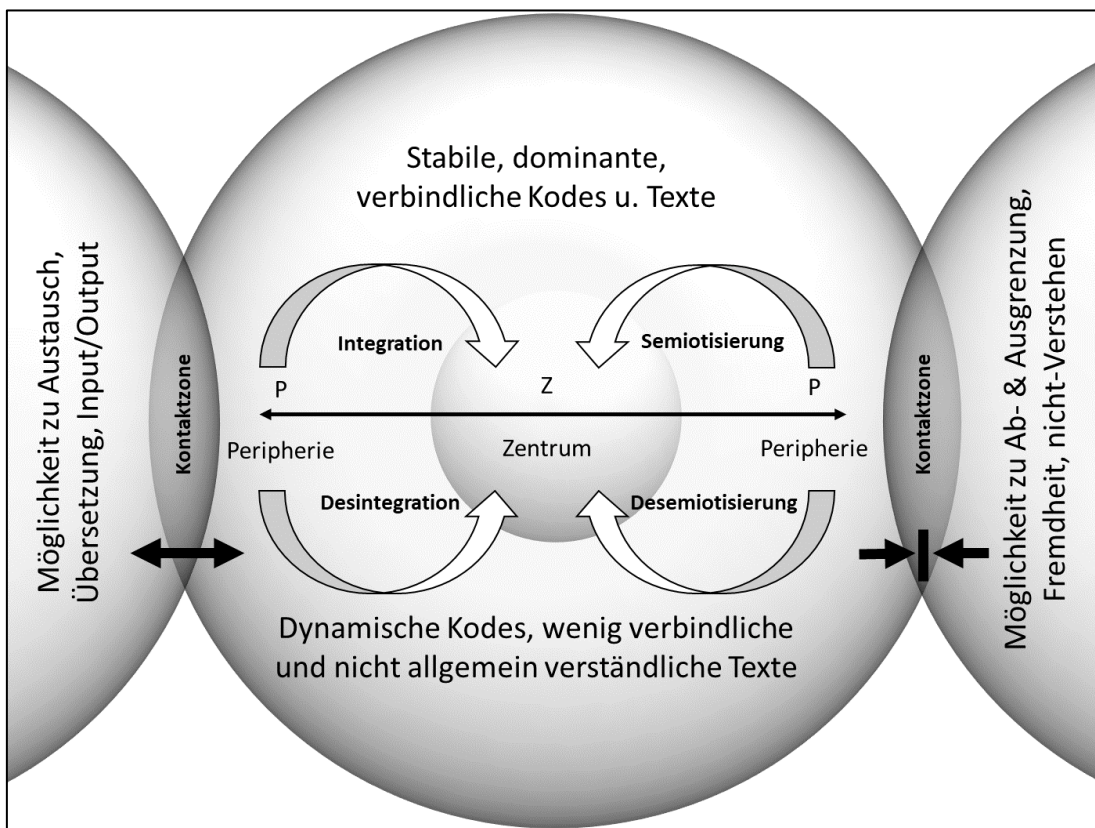 Stabile, dominante,
verbindliche Kodes u. Texte
Möglichkeit zu Austausch,
Übersetzung, Input/Output
Kontaktzone
Integration
Semiotisierung
P
Z
P
Peripherie
Zentrum
Peripherie
Desintegration
Desemiotisierung
Dynamische Kodes, wenig verbindliche
und nicht allgemein verständliche Texte
Kontaktzone
Möglichkeit zu Ab- & Ausgrenzung,
Fremdheit, nicht-Verstehen